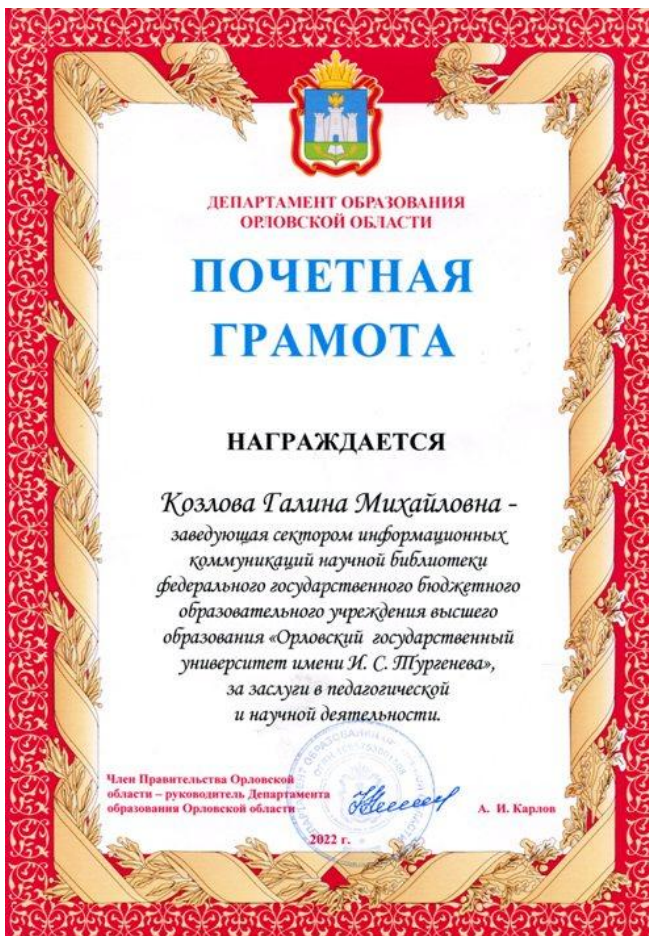 ДЕПАРТАМЕНТ ОБРАЗОВАНИЯ
ОРЛОВСКОЙ ОБЛАСТИ
ПОЧЕТНАЯ
ГРАМОТА
НАГРАЖДАЕТСЯ
Козлова Галина Михайловна -
заведующая сектором информационных
коммуникаций научной библиотеки
федерального государственного бюджетного
образовательного учреждения высшего
образования «Орловский государственный
университет имени И. С. Тургенева»,
за заслуги в педагогической
и научной деятельности.
Член Правительства Орловской
области – руководитель Департамента
образования Орловской области
А. И. Карлов
2022 г.